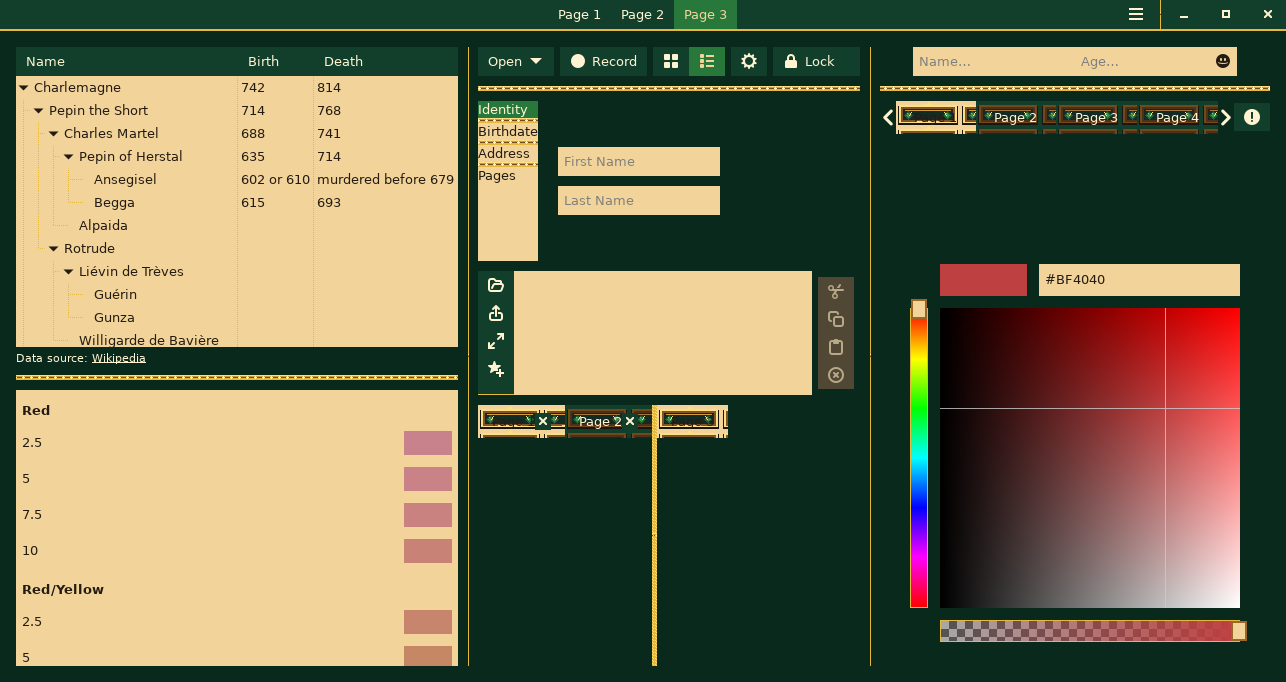 Page 1 Page 2 Page 3
Name Birth Death
Charlemagne 742 814
Pepin the Short 714 768
Charles Martel 688 741
Pepin of Herstal 635 714
Ansegisel 602 or 610 murdered before 679
Begga 615 693
Alpaida
Rotrude
Liévin de Trèves
Guérin
Gunza
Willigarde de Bavière
Data source: Wikipedia
Red
2.5
5
7.5
10
Red/Yellow
2.5
5
Open Record Lock
Identity
Birthdate
Address
Pages
First Name
Last Name
Page 2
Name... Age...
Page 2 Page 3 Page 4
#BF4040